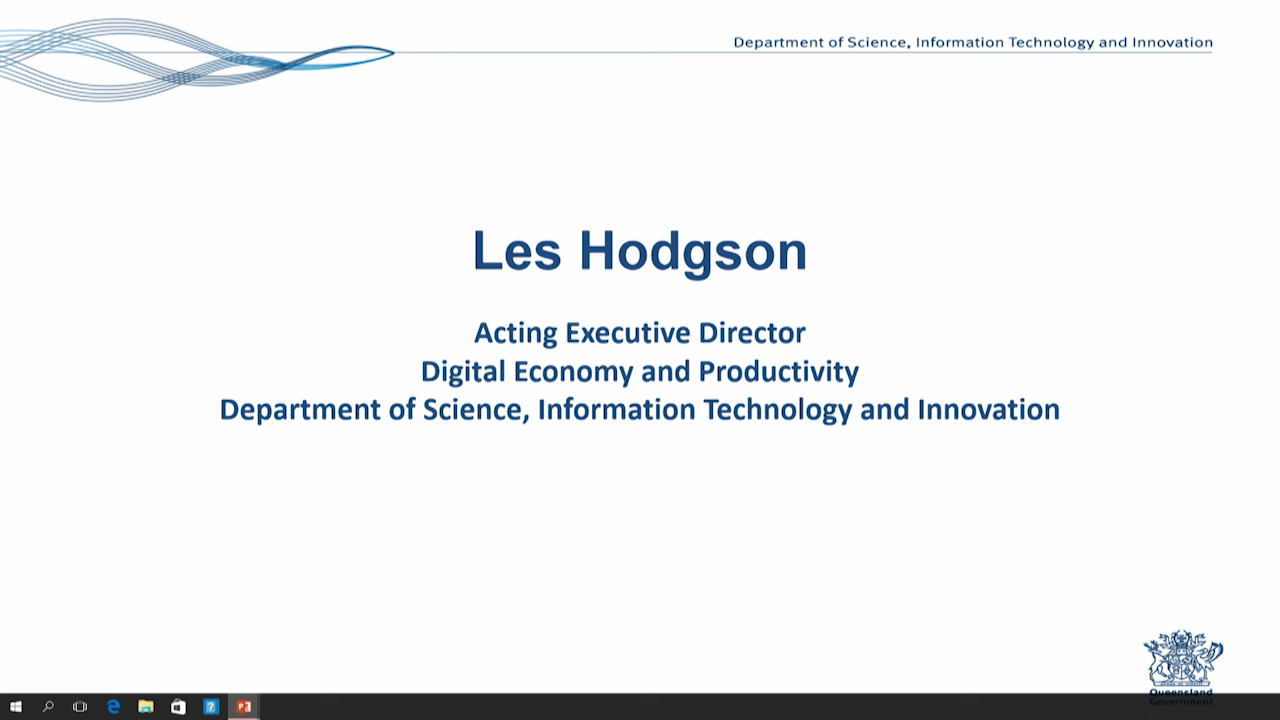 Department of Science, Information Technology and Innovation
Les Hodgson
Acting Executive Director
Digital Economy and Productivity
Department of Science, Information Technology and Innovation
Queensland
Government